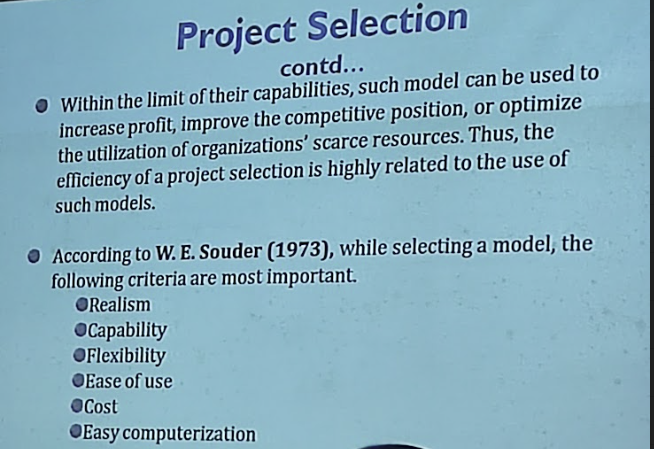 Project Selection
contd...
Within the limit of their capabilities, such model can be used to
increase profit, improve the competitive position, or optimize
the utilization of organizations' scarce resources. Thus, the
efficiency of a project selection is highly related to the use of
such models.
According to W. E. Souder (1973), while selecting a model, the
following criteria are most important.
Realism
Capability
Flexibility
Ease of use
Cost
Easy computerization